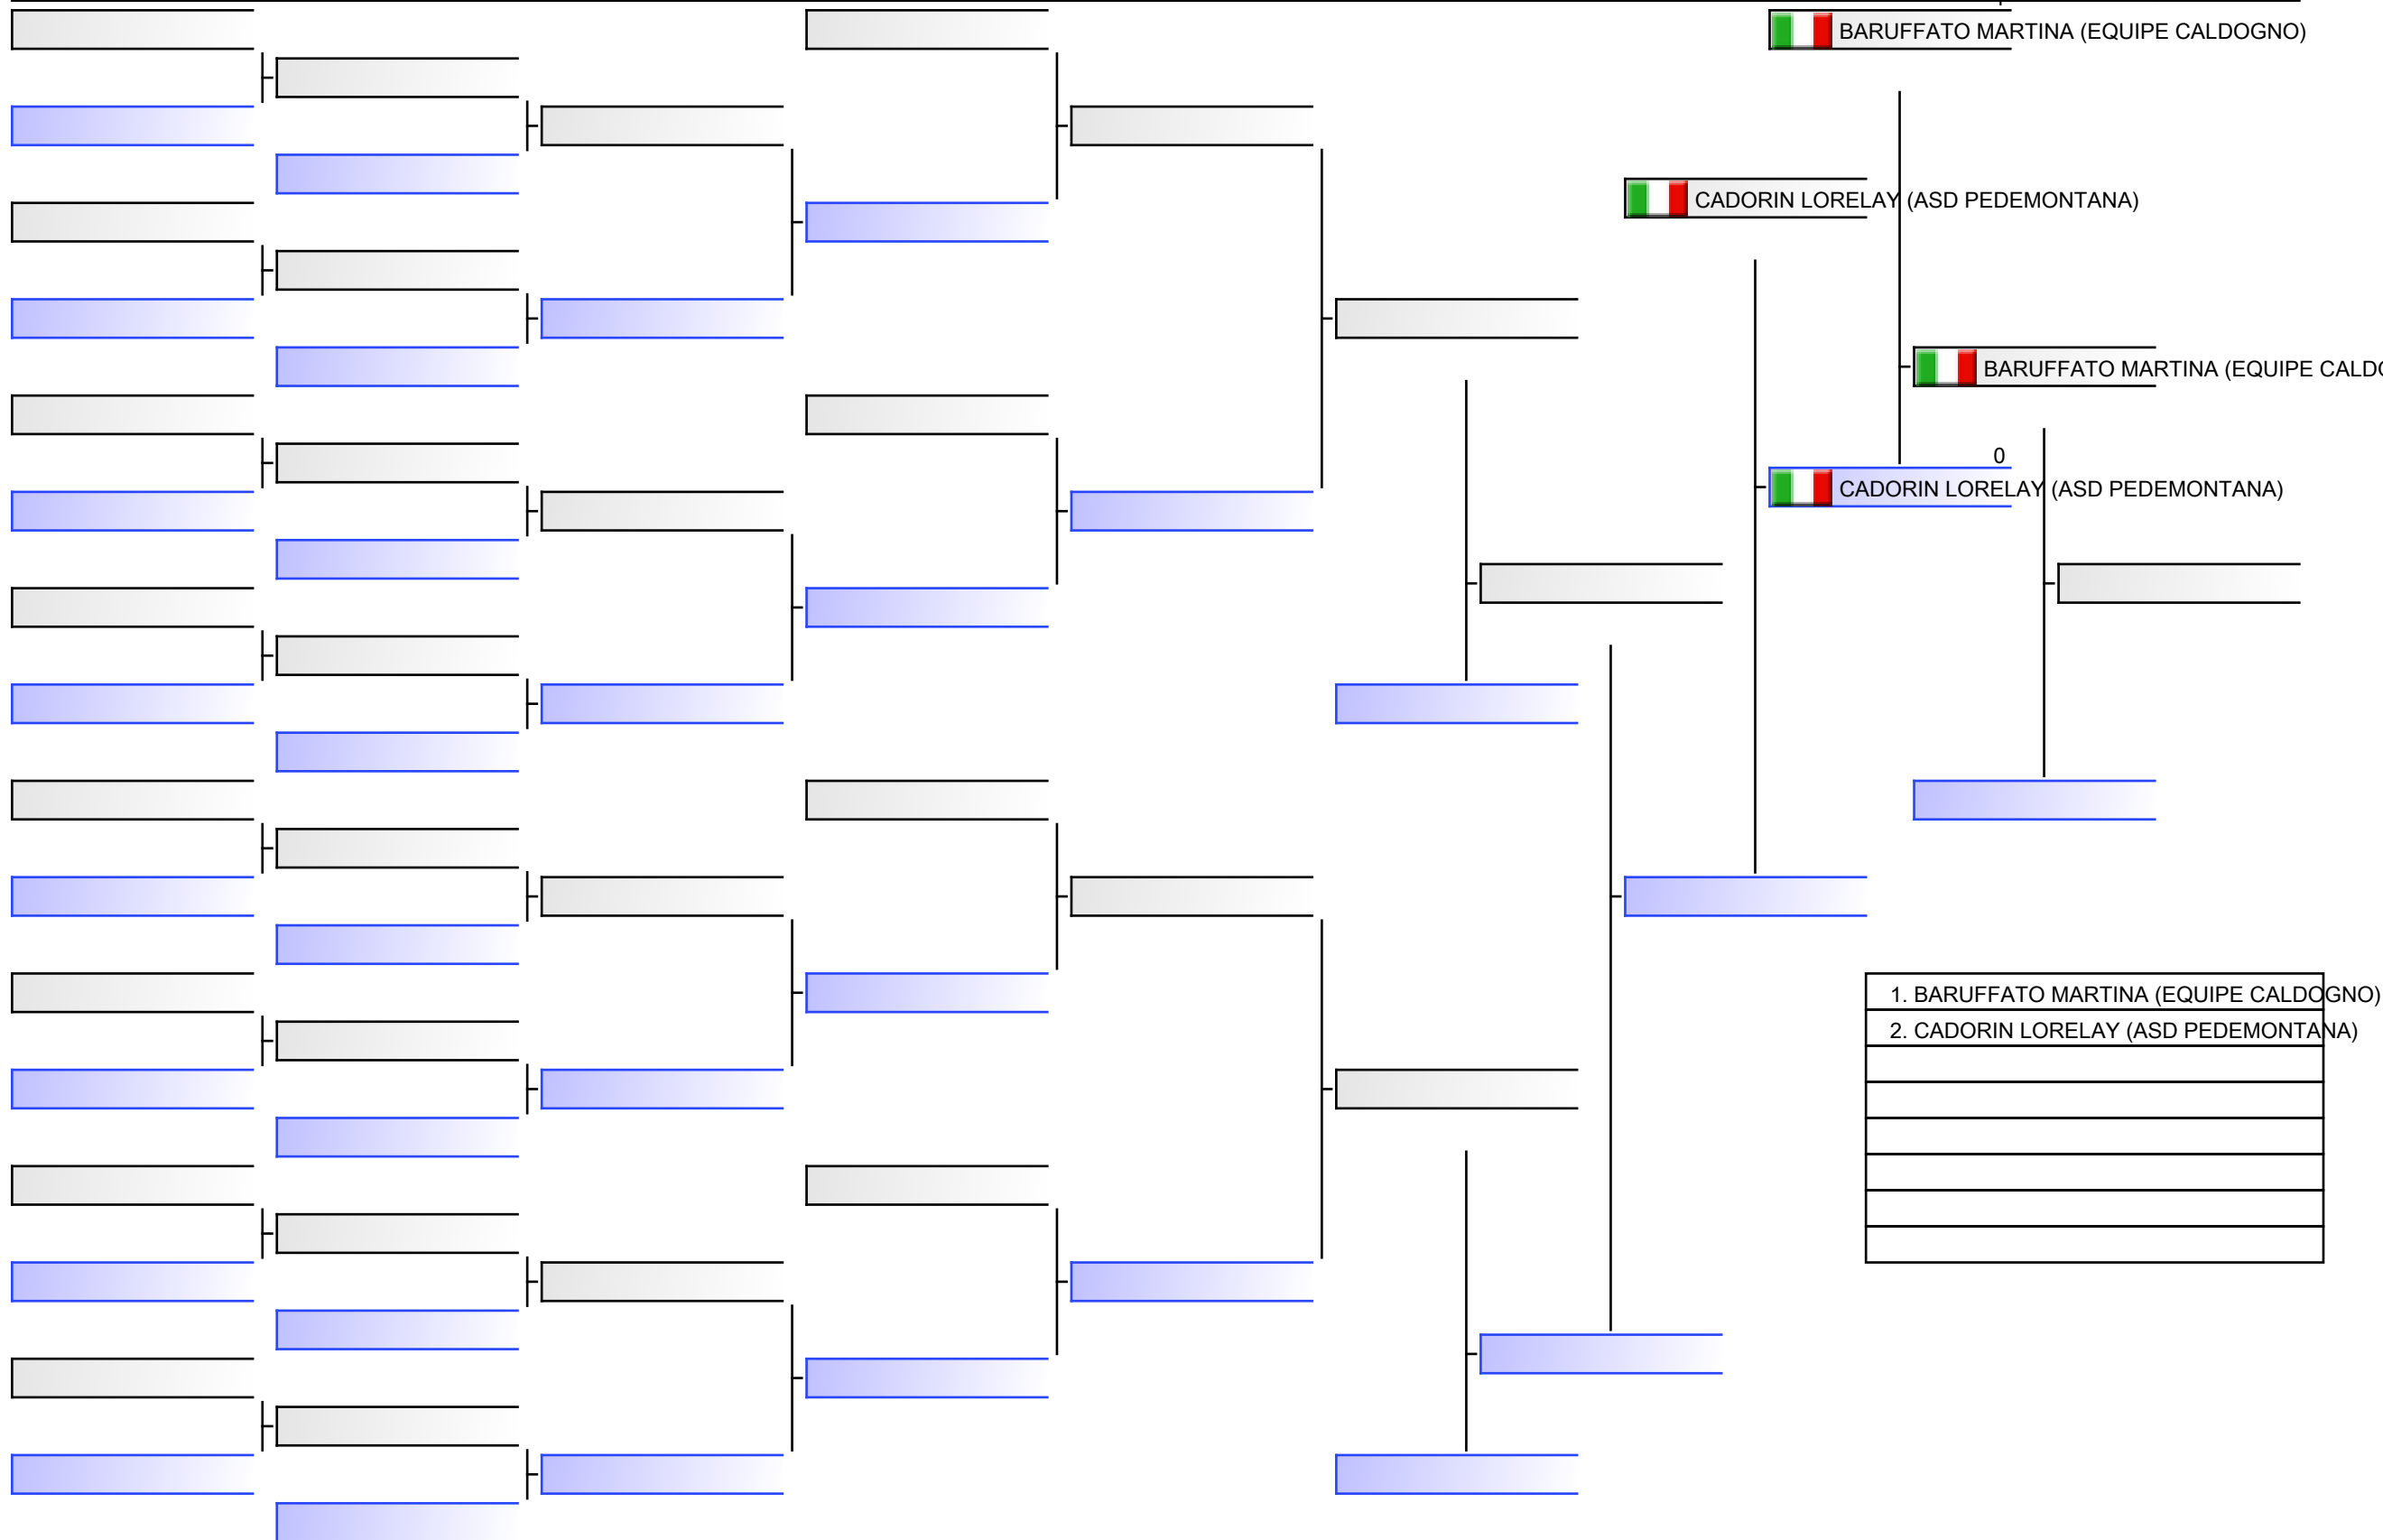 BARUFFATO MARTINA (EQUIPE CALDOGNO)
CADORIN LORELAY (ASD PEDEMONTANA)
BARUFFATO MARTINA (EQUIPE CALDO
0
CADORIN LORELAY (ASD PEDEMONTANA)
1. BARUFFATO MARTINA (EQUIPE CALDOGNO)
2. CADORIN LORELAY (ASD PEDEMONTANA)